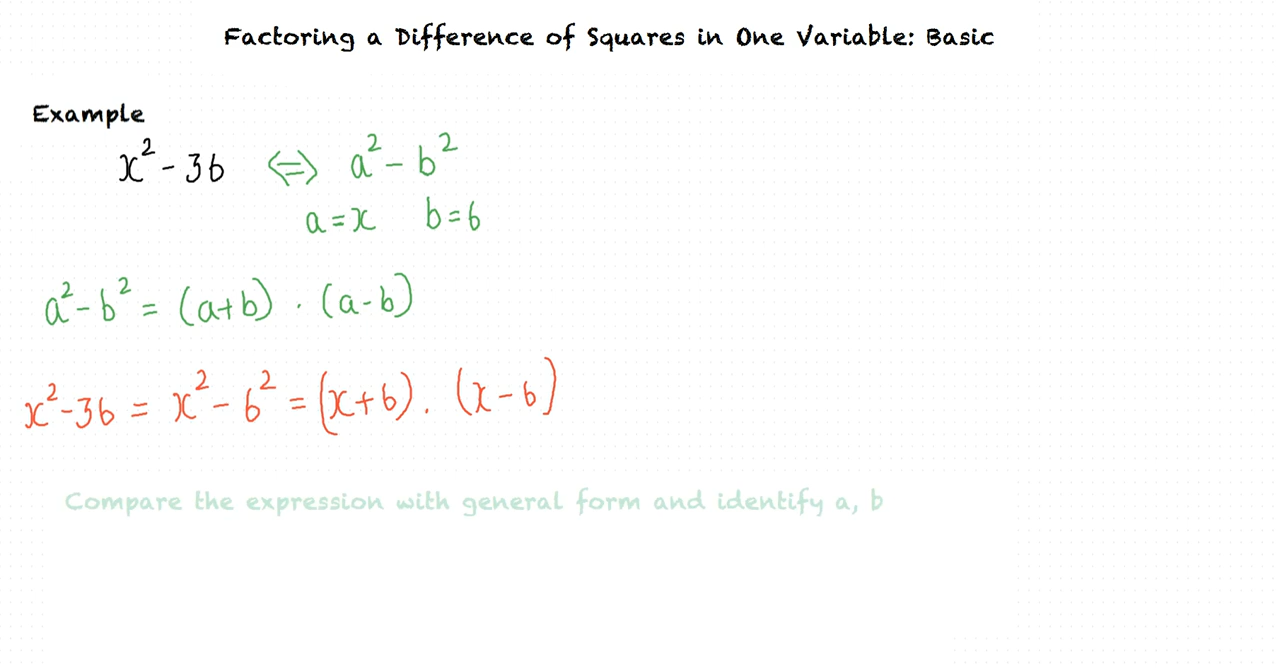 Factoring a Difference of Squares in One Variable: Basic
Example
x² - 36 ⇔ a² - b²
a = x b = 6
a² - b² = (a+b) · (a-b)
x² - 36 = x² - 6² = (x+6) . (x-6)
Compare the expression with general form and identify a, b